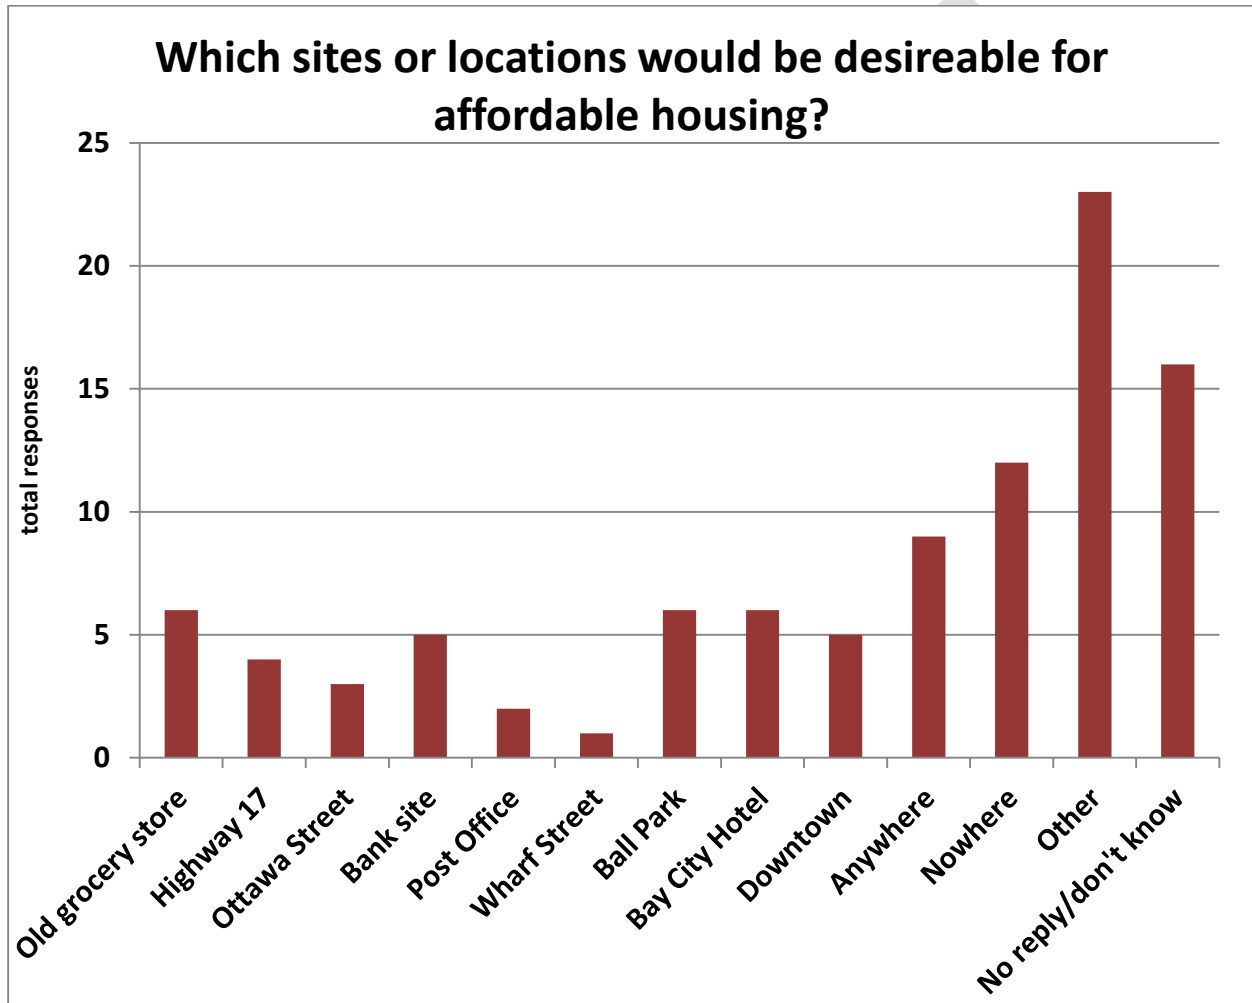 Which sites or locations would be desireable for
affordable housing?
25
20
15
10
5
0
total responses
Old grocery store
Highway 17
Ottawa Street
Bank site
Post Office
Wharf Street
Ball Park
Bay City Hotel
Downtown
Anywhere
Nowhere
Other
No reply/don't know